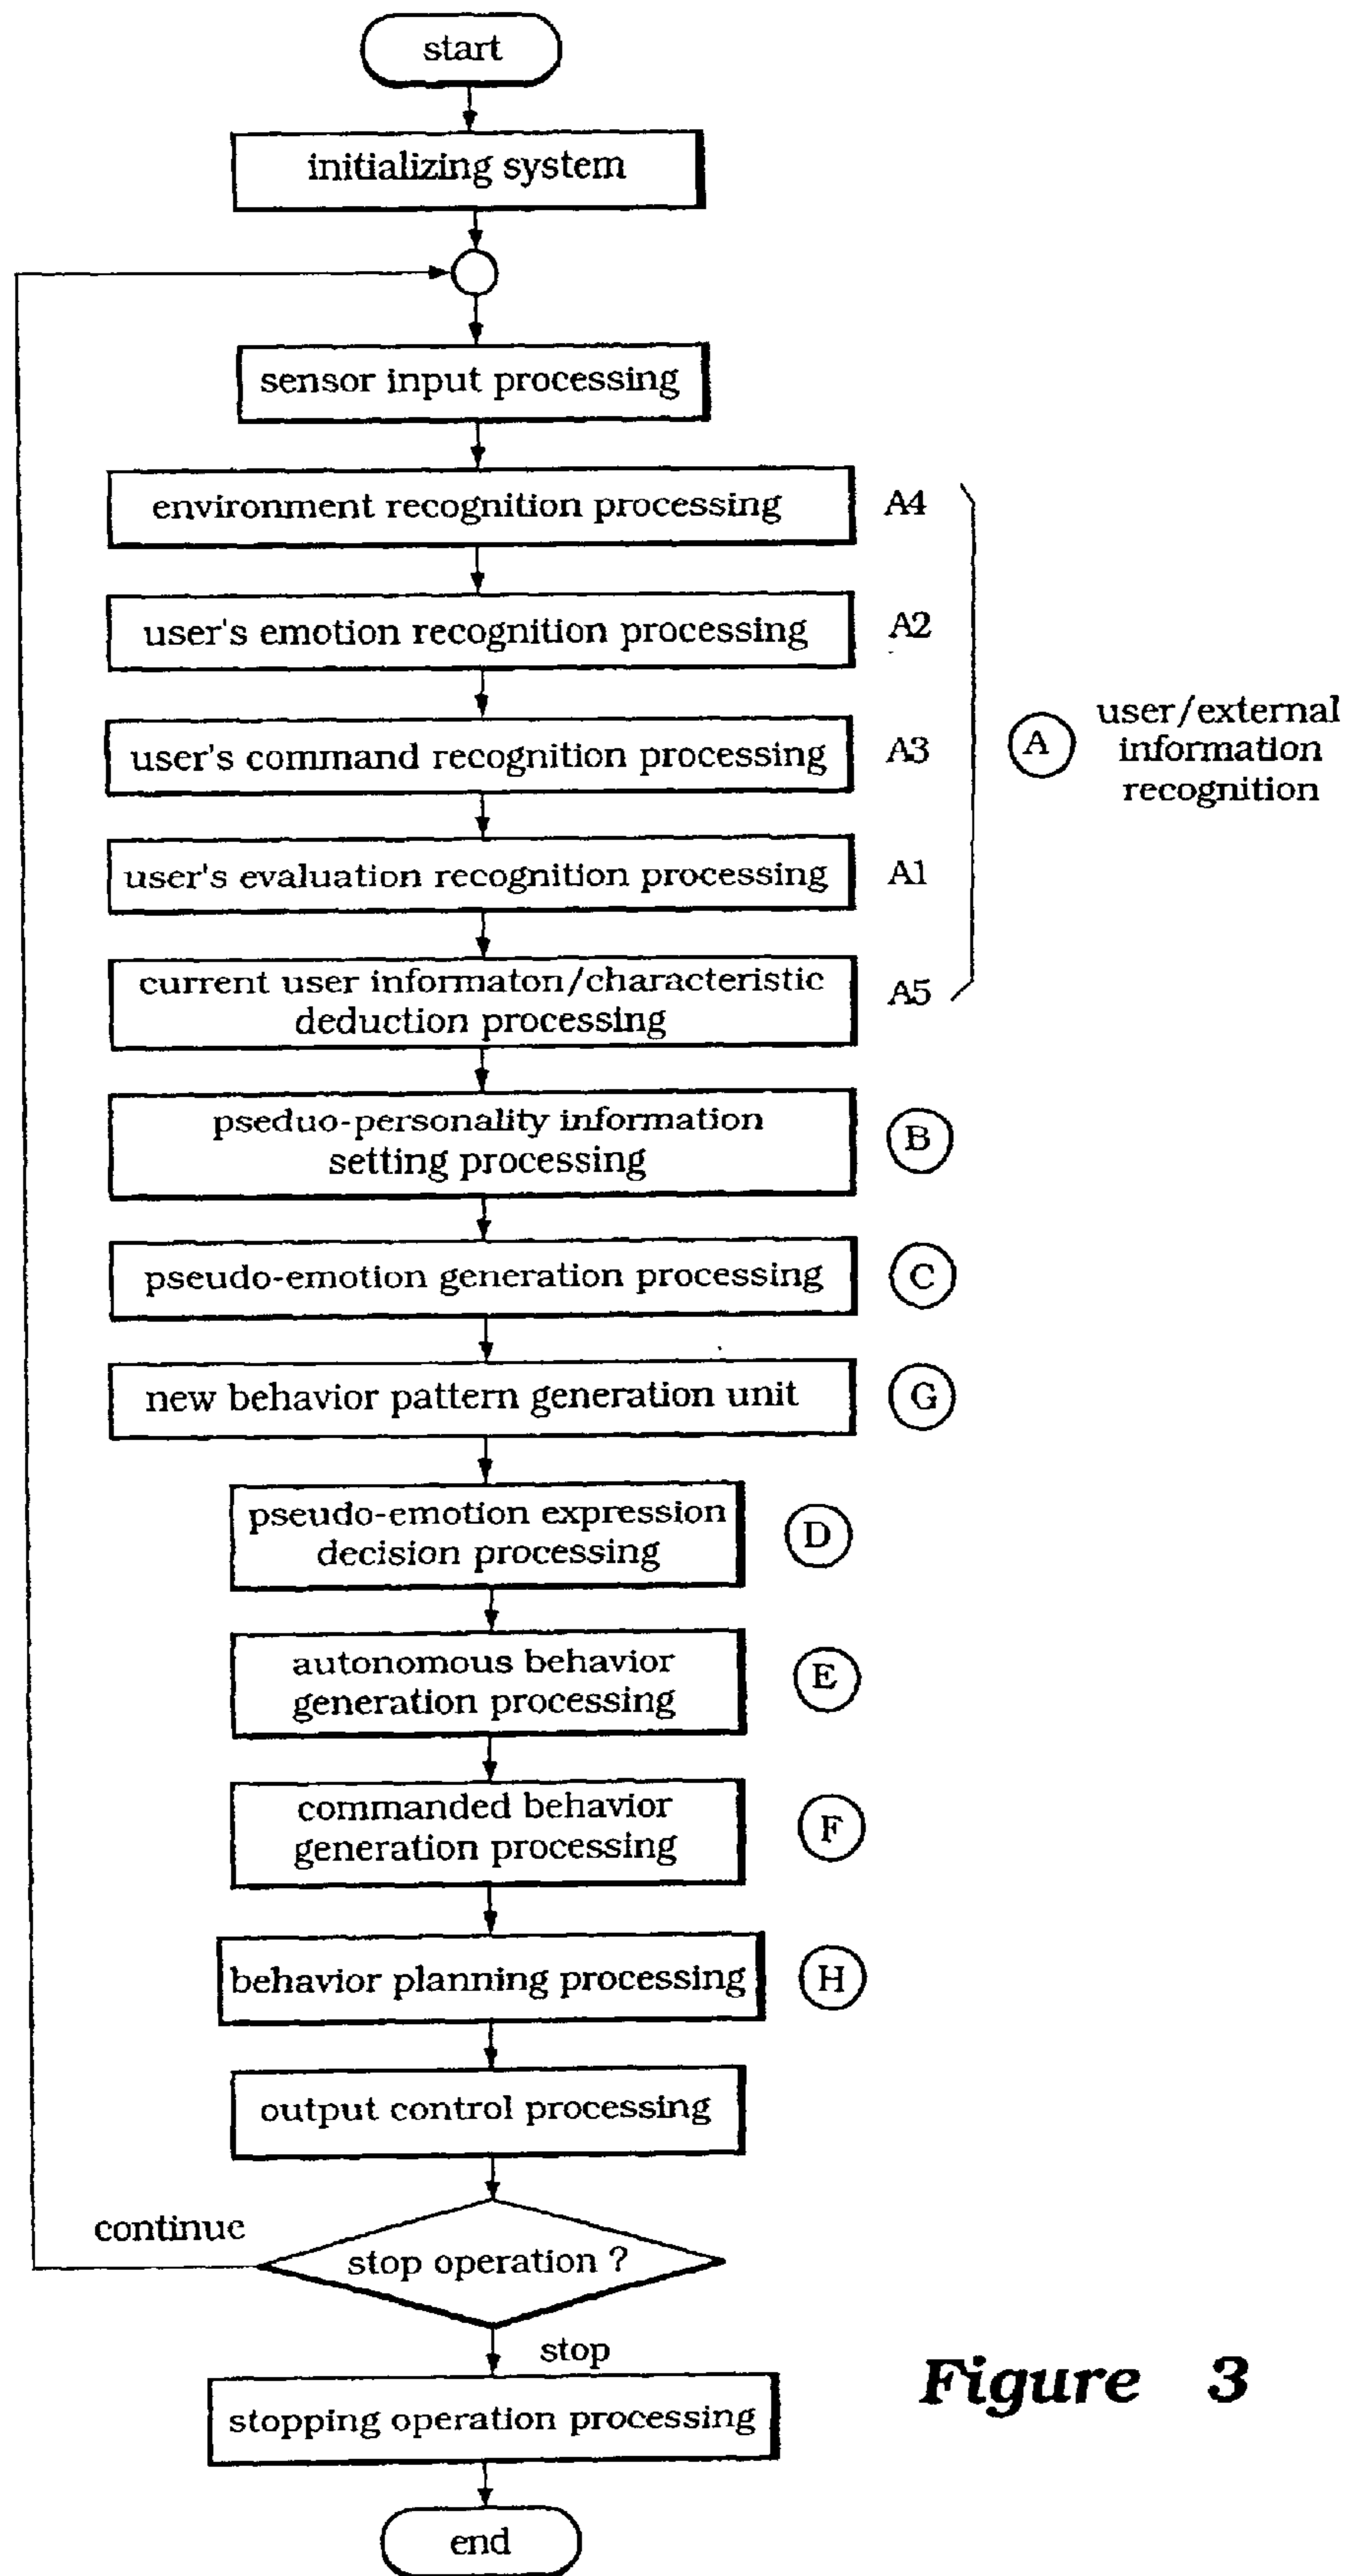 start
initializing system
sensor input processing
environment recognition processing A4
user's emotion recognition processing A2
user's command recognition processing A3
A user/external
information
recognition
user's evaluation recognition processing A1
current user informaton/characteristic
deduction processing
A5
pseduo-personality information
setting processing
B
pseudo-emotion generation processing C
new behavior pattern generation unit G
pseudo-emotion expression
decision processing
D
autonomous behavior
generation processing
E
commanded behavior
generation processing
F
behavior planning processing H
output control processing
continue
stop operation ?
stop
stopping operation processing
end
Figure 3